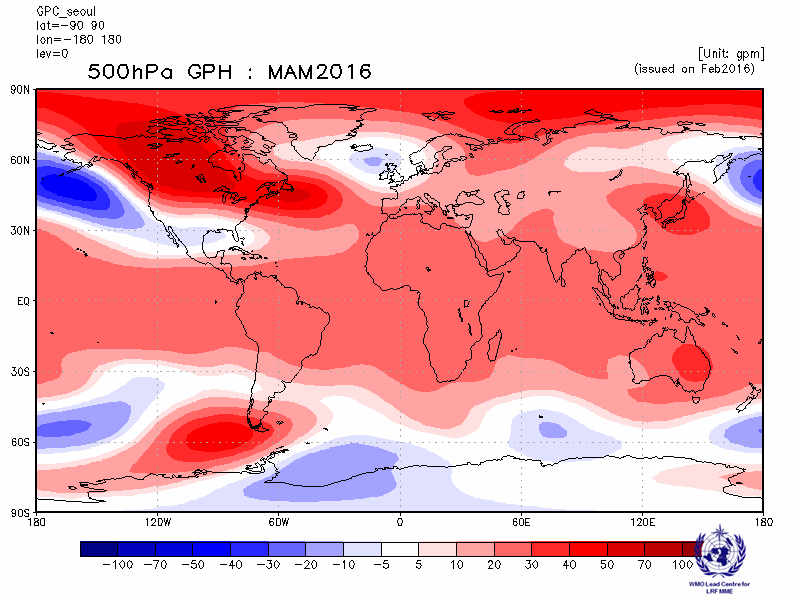 GPC_seoul
lat=-90 90
lon=-180 180
lev=0
[Unit: gpm]
500hPa GPH : MAM2016
(issued on Feb2016)
90N
60N
30N
EQ
30S
60S
90S
180 120W 60W 0 60E 120E 180
-100 -70 -50 -40 -30 -20 -10 -5 5 10 20 30 40 50 70 100
WMO Lead Centre for
LRF MME